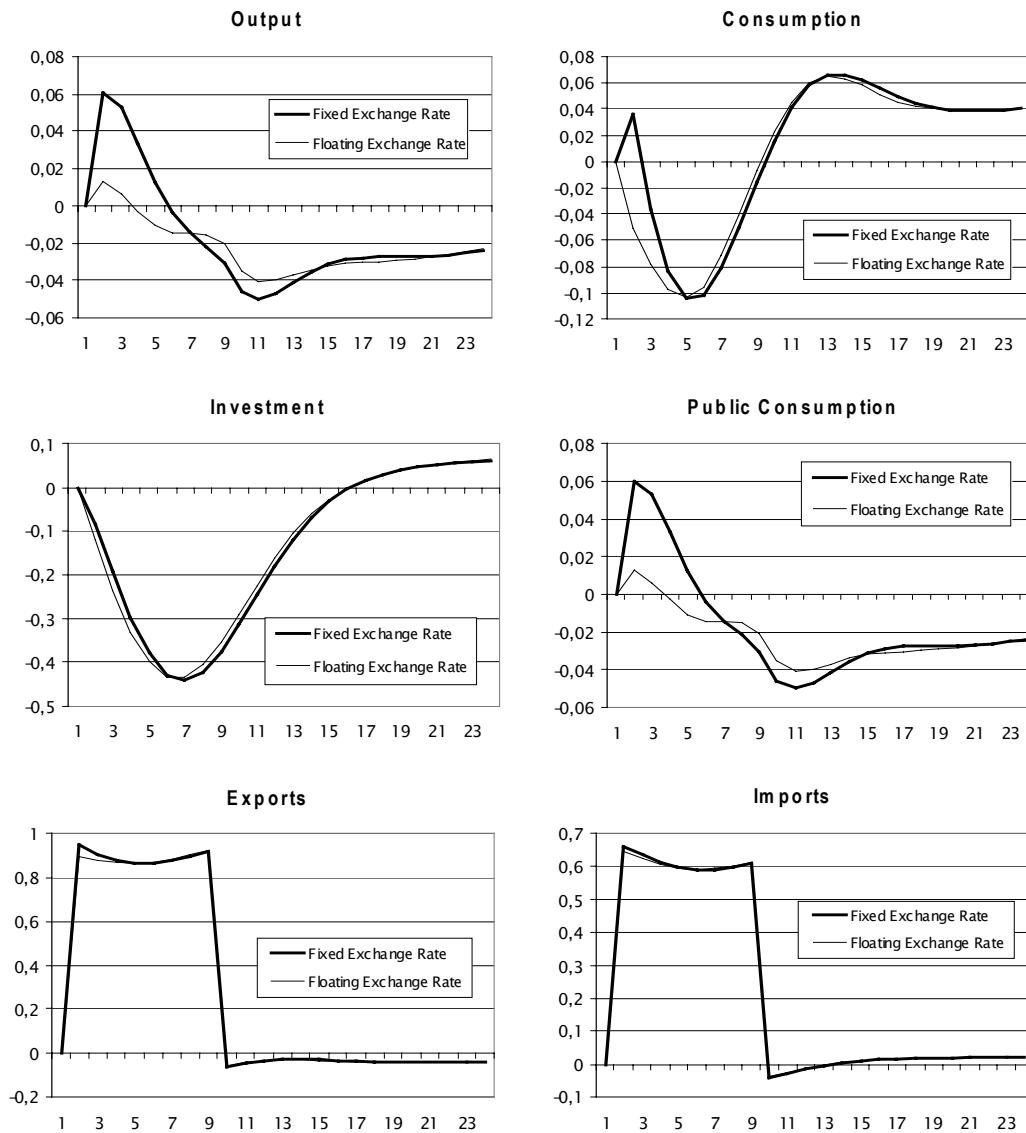 Output
0,08
0,06
0,04
0,02
0
-0,02
-0,04
-0,06
1 3 5 7 9 11 13 15 17 19 21 23
Fixed Exchange Rate
Floating Exchange Rate
Consumption
0,08
0,06
0,04
0,02
0
-0,02
-0,04
-0,06
-0,08
-0,1
-0,12
1 3 5 7 9 11 13 15 17 19 21 23
Fixed Exchange Rate
Floating Exchange Rate
Investment
0,1
0
-0,1
-0,2
-0,3
-0,4
-0,5
1 3 5 7 9 11 13 15 17 19 21 23
Fixed Exchange Rate
Floating Exchange Rate
Public Consumption
0,08
0,06
0,04
0,02
0
-0,02
-0,04
-0,06
1 3 5 7 9 11 13 15 17 19 21 23
Fixed Exchange Rate
Floating Exchange Rate
Exports
1
0,8
0,6
0,4
0,2
0
-0,2
1 3 5 7 9 11 13 15 17 19 21 23
Fixed Exchange Rate
Floating Exchange Rate
Imports
0,7
0,6
0,5
0,4
0,3
0,2
0,1
0
-0,1
1 3 5 7 9 11 13 15 17 19 21 23
Fixed Exchange Rate
Floating Exchange Rate